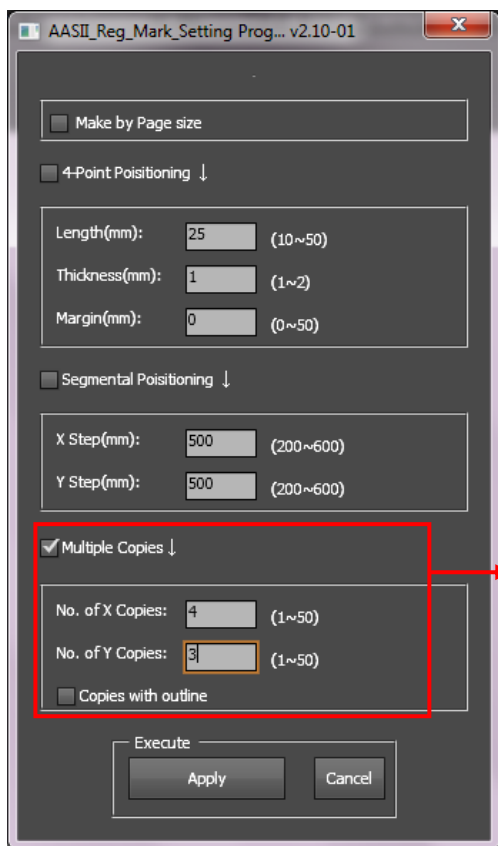 AASII_Reg_Mark_Setting Prog... v2.10-01
Make by Page size
4-Point Poisitioning ↓
Length(mm): 25 (10~50)
Thickness(mm): 1 (1~2)
Margin(mm): 0 (0~50)
Segmental Poisitioning ↓
X Step(mm): 500 (200~600)
Y Step(mm): 500 (200~600)
Multiple Copies ↓
No. of X Copies: 4 (1~50)
No. of Y Copies: 3 (1~50)
Copies with outline
Execute
Apply Cancel